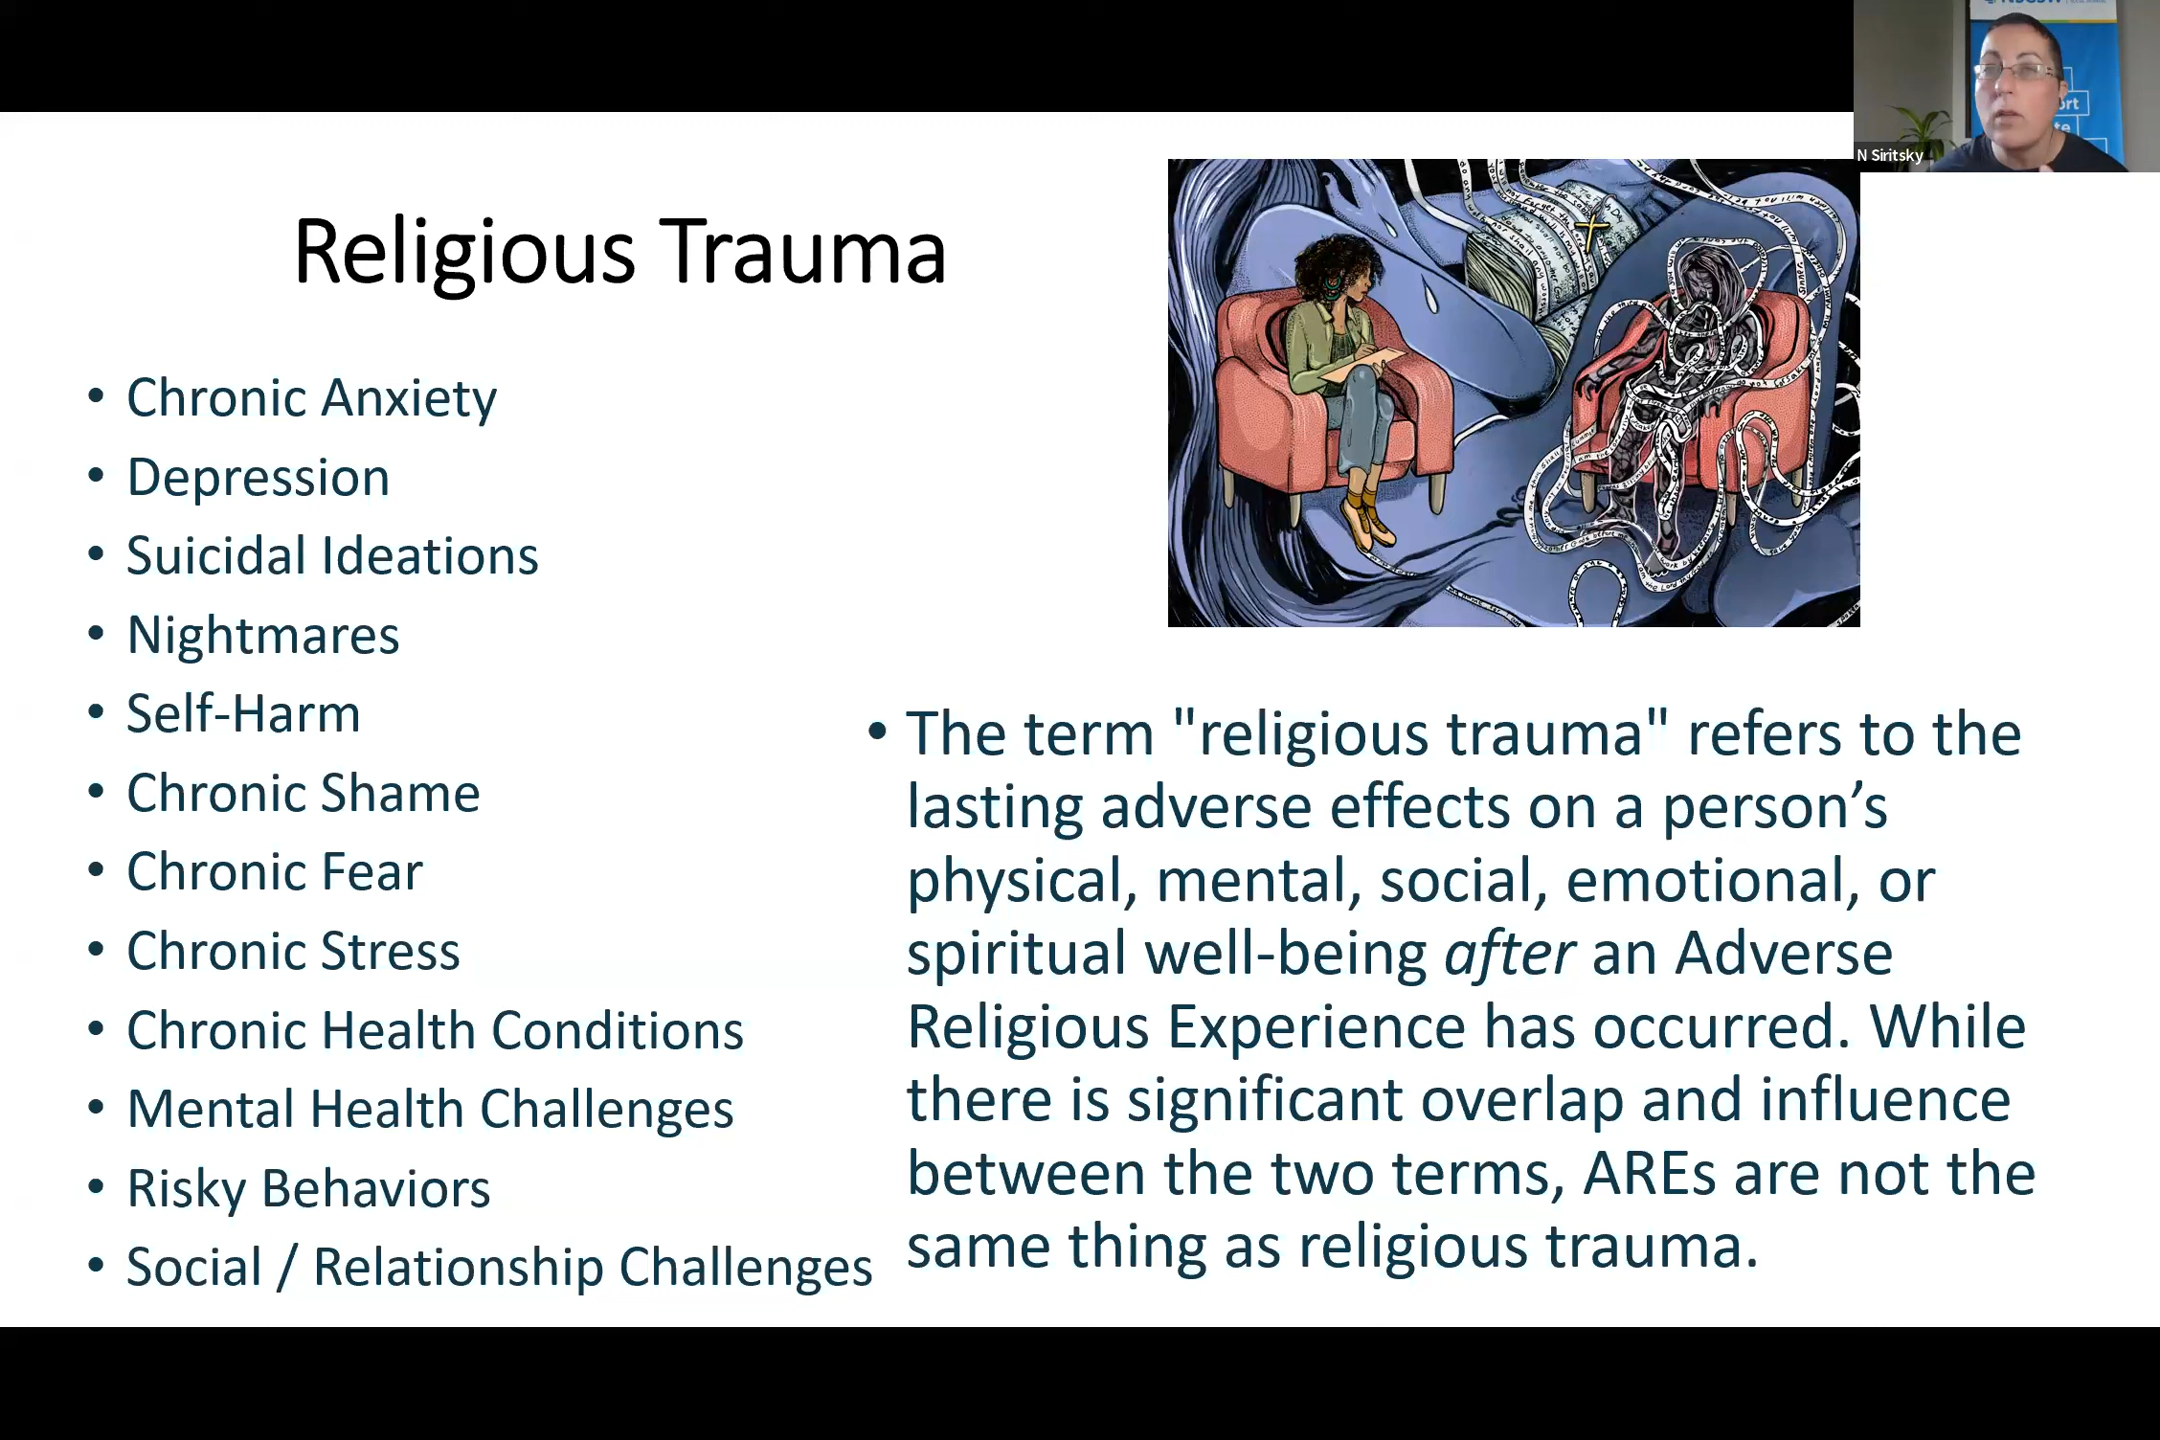 NSCSW
ort
te
N Siritsky
Religious Trauma
• Chronic Anxiety
• Depression
• Suicidal Ideations
• Nightmares
• Self-Harm
• Chronic Shame
• Chronic Fear
• Chronic Stress
• Chronic Health Conditions
• Mental Health Challenges
• Risky Behaviors
• Social / Relationship Challenges
• The term "religious trauma" refers to the
lasting adverse effects on a person’s
physical, mental, social, emotional, or
spiritual well-being after an Adverse
Religious Experience has occurred. While
there is significant overlap and influence
between the two terms, AREs are not the
same thing as religious trauma.